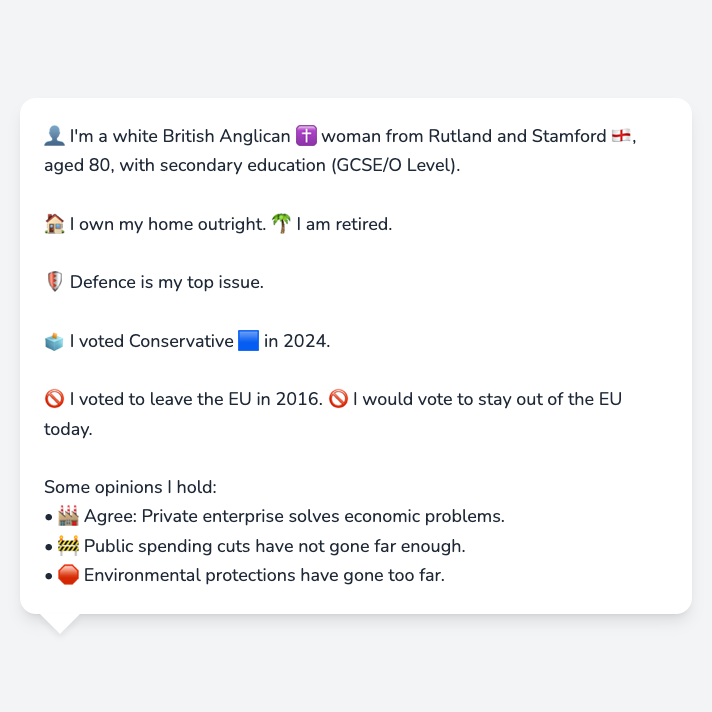 👤 I'm a white British Anglican ✝️ woman from Rutland and Stamford 🏴󠁧󠁢󠁥󠁮󠁧󠁿,
aged 80, with secondary education (GCSE/O Level).
🏠 I own my home outright. 🌴 I am retired.
🛡️ Defence is my top issue.
🗳️ I voted Conservative 🟦 in 2024.
🚫 I voted to leave the EU in 2016. 🚫 I would vote to stay out of the EU
today.
Some opinions I hold:
• 🏭 Agree: Private enterprise solves economic problems.
• 🚧 Public spending cuts have not gone far enough.
• 🛑 Environmental protections have gone too far.